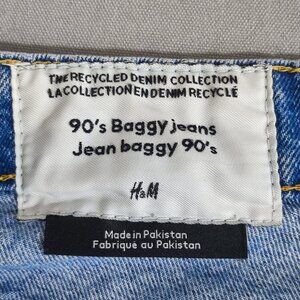 THE RECYCLED DENIM COLLECTION
LA COLLECTION EN DENIM RECYCLÉ
90's Baggy jeans
Jean baggy 90's
H&M
Made in Pakistan
Fabriqué au Pakistan